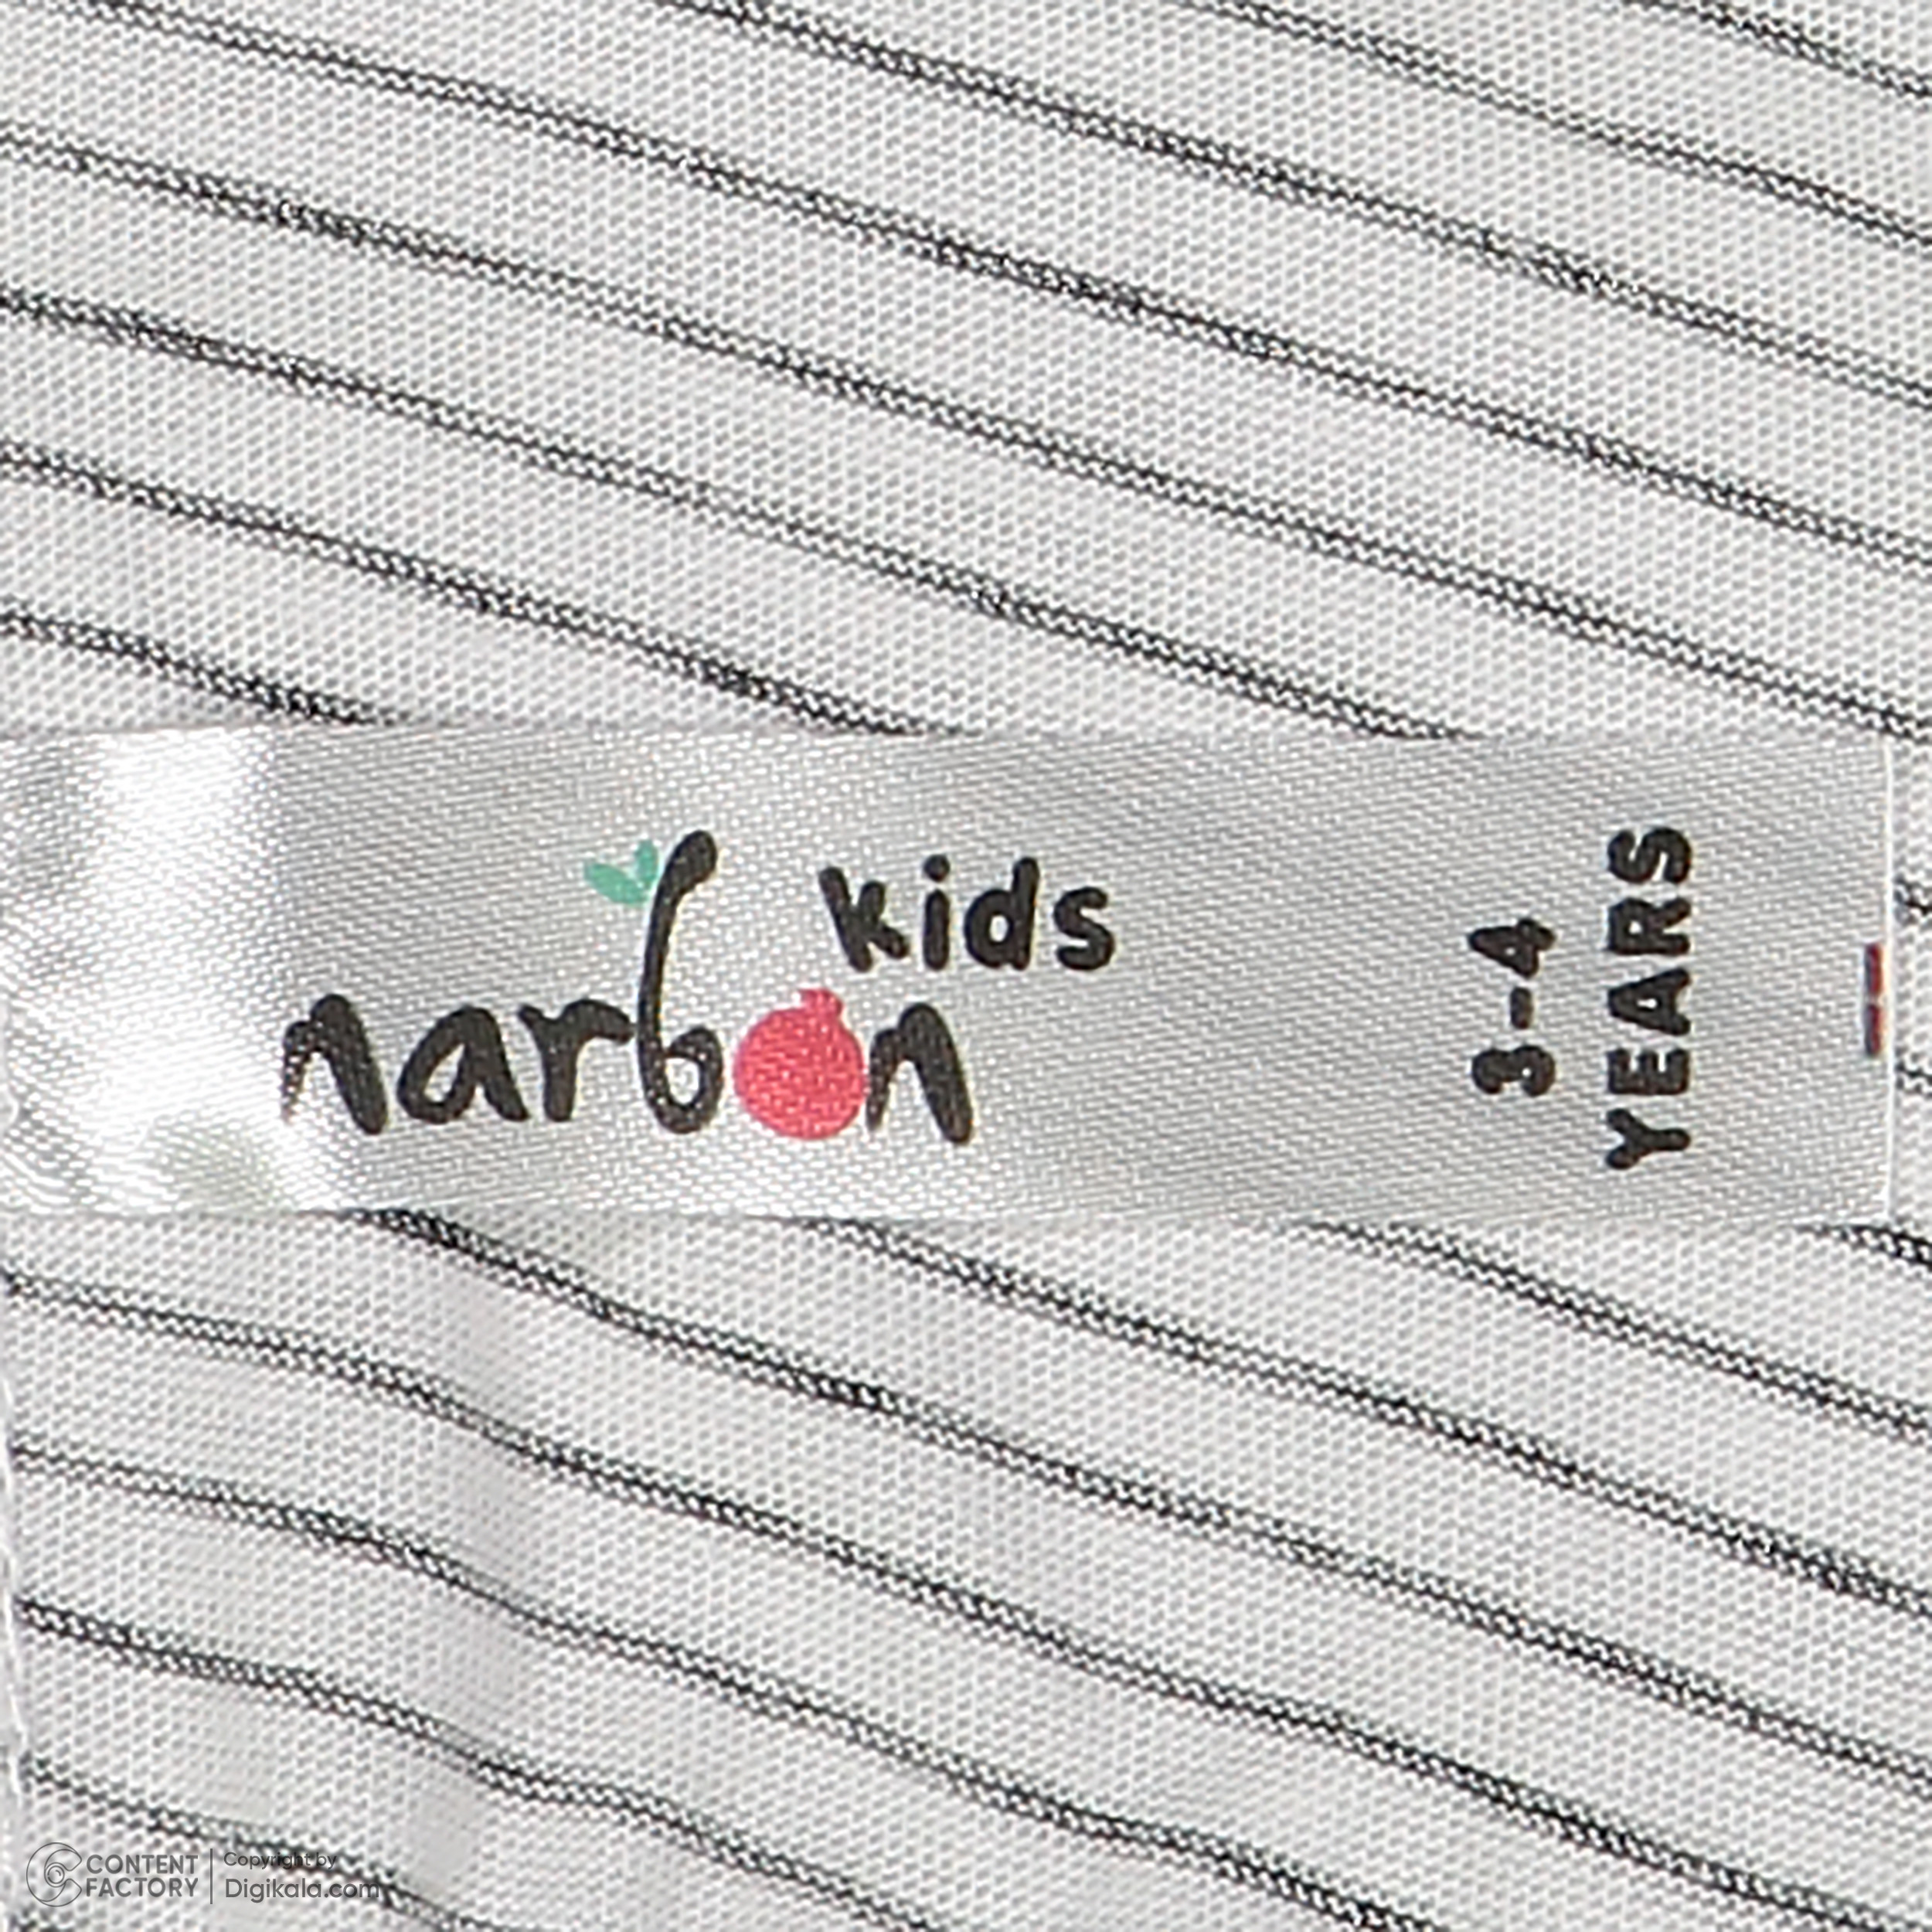 kids
narbon
3-4
YEARS
CONTENT
FACTORY
Copyright by
Digikala.com